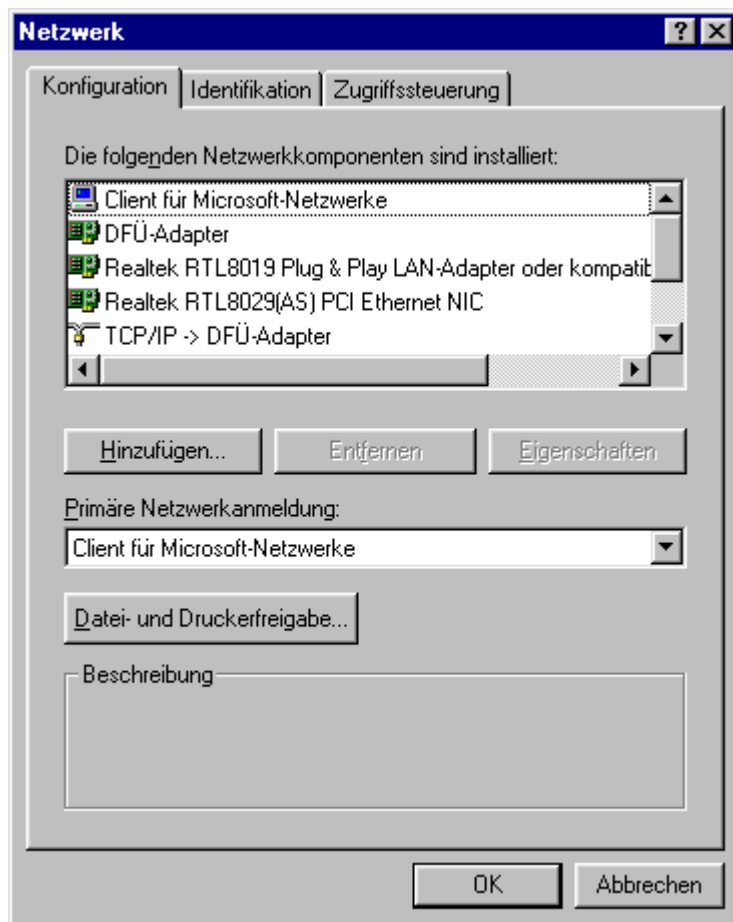 Netzwerk
Konfiguration
Identifikation
Zugriffssteuerung
Die folgenden Netzwerkkomponenten sind installiert:
Client für Microsoft-Netzwerke
DFÜ-Adapter
Realtek RTL8019 Plug & Play LAN-Adapter oder kompatib
Realtek RTL8029(AS) PCI Ethernet NIC
TCP/IP -> DFÜ-Adapter
Hinzufügen...
Entfernen
Eigenschaften
Primäre Netzwerkanmeldung:
Client für Microsoft-Netzwerke
Datei- und Druckerfreigabe...
Beschreibung
OK
Abbrechen